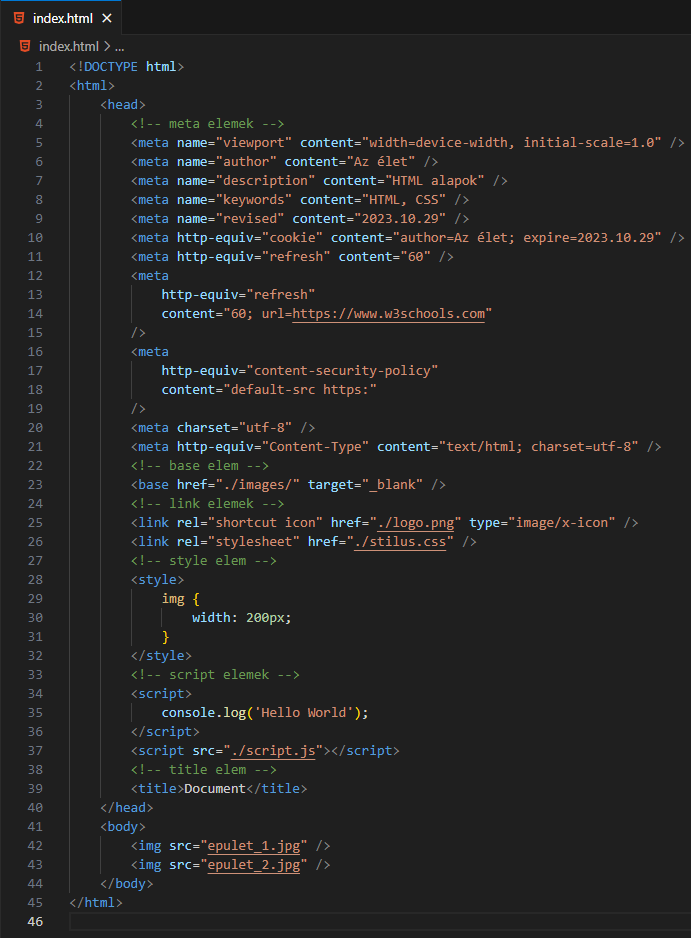 index.html ×
index.html > ...
1 <!DOCTYPE html>
2 <html>
3     <head>
4         <!-- meta elemek -->
5         <meta name="viewport" content="width=device-width, initial-scale=1.0" />
6         <meta name="author" content="Az élet" />
7         <meta name="description" content="HTML alapok" />
8         <meta name="keywords" content="HTML, CSS" />
9         <meta name="revised" content="2023.10.29" />
10         <meta http-equiv="cookie" content="author=Az élet; expire=2023.10.29" />
11         <meta http-equiv="refresh" content="60" />
12         <meta
13             http-equiv="refresh"
14             content="60; url=https://www.w3schools.com"
15         />
16         <meta
17             http-equiv="content-security-policy"
18             content="default-src https:"
19         />
20         <meta charset="utf-8" />
21         <meta http-equiv="Content-Type" content="text/html; charset=utf-8" />
22         <!-- base elem -->
23         <base href="./images/" target="_blank" />
24         <!-- link elemek -->
25         <link rel="shortcut icon" href="./logo.png" type="image/x-icon" />
26         <link rel="stylesheet" href="./stilus.css" />
27         <!-- style elem -->
28         <style>
29             img {
30                 width: 200px;
31             }
32         </style>
33         <!-- script elemek -->
34         <script>
35             console.log('Hello World');
36         </script>
37         <script src="./script.js"></script>
38         <!-- title elem -->
39         <title>Document</title>
40     </head>
41     <body>
42         <img src="epulet_1.jpg" />
43         <img src="epulet_2.jpg" />
44     </body>
45 </html>
46